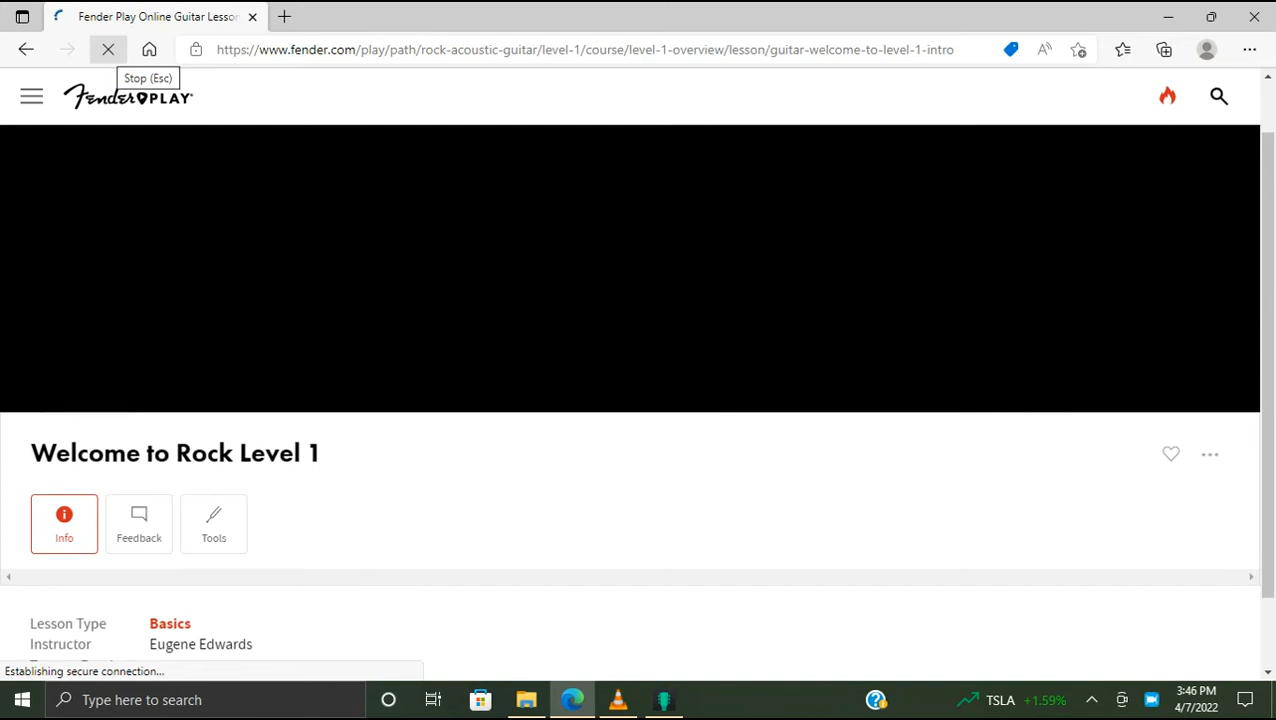 Fender Play Online Guitar Lesson
https://www.fender.com/play/path/rock-acoustic-guitar/level-1/course/level-1-overview/lesson/guitar-welcome-to-level-1-intro
Stop (Esc)
Fender PLAY
Welcome to Rock Level 1
Info
Feedback
Tools
Lesson Type Basics
Instructor Eugene Edwards
Establishing secure connection...
Type here to search
TSLA +1.59%
3:46 PM
4/7/2022